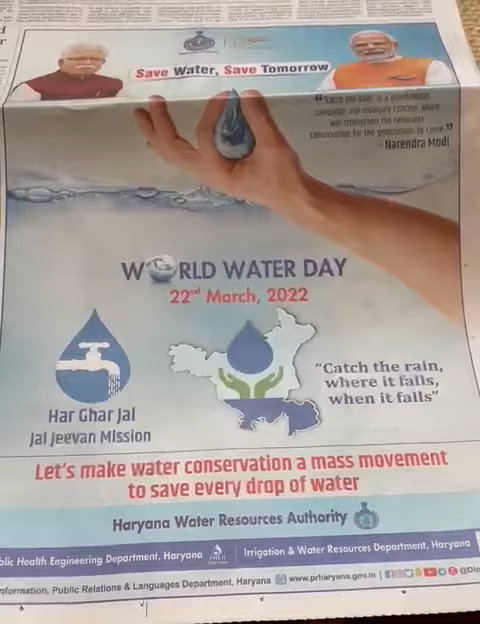 Save Water, Save Tomorrow
"Catch the Rain" is a
campaign and visionary concept which
will strengthen the rainwater
conservation for the generations to come.”
- Narendra Modi
WORLD WATER DAY
22nd March, 2022
Har Ghar Jal
Jal Jeevan Mission
“Catch the rain,
where it falls,
when it falls”
Let's make water conservation a mass movement
to save every drop of water
Haryana Water Resources Authority
blic Health Engineering Department, Haryana
Irrigation & Water Resources Department, Haryana
nformation, Public Relations & Languages Department, Haryana www.prharyana.gov.in | @Dip